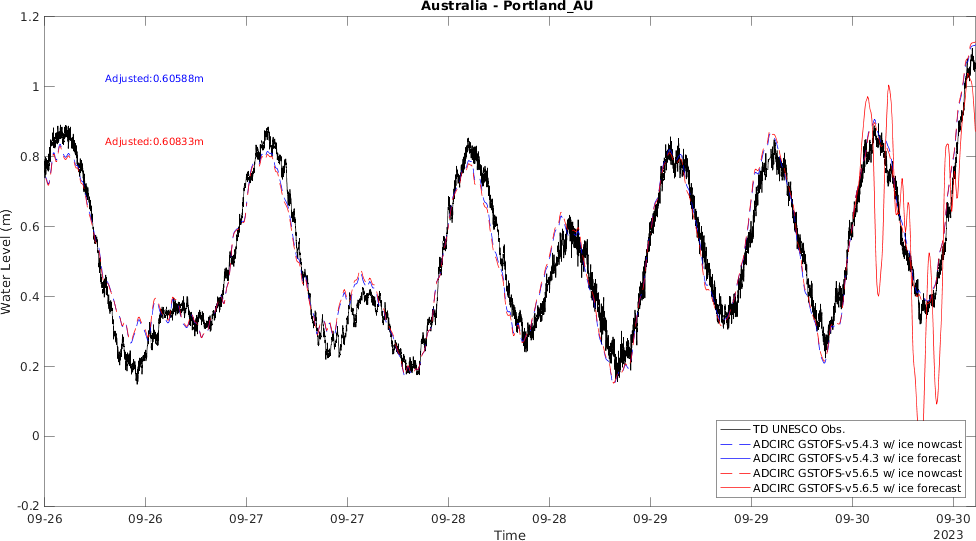 Australia - Portland_AU
1.2
1
0.8
0.6
0.4
0.2
0
-0.2
Water Level (m)
Adjusted:0.60588m
Adjusted:0.60833m
TD UNESCO Obs.
ADCIRC GSTOFS-v5.4.3 w/ ice nowcast
ADCIRC GSTOFS-v5.4.3 w/ ice forecast
ADCIRC GSTOFS-v5.6.5 w/ ice nowcast
ADCIRC GSTOFS-v5.6.5 w/ ice forecast
09-26 09-26 09-27 09-27 09-28 09-28 09-29 09-29 09-30 09-30
2023
Time